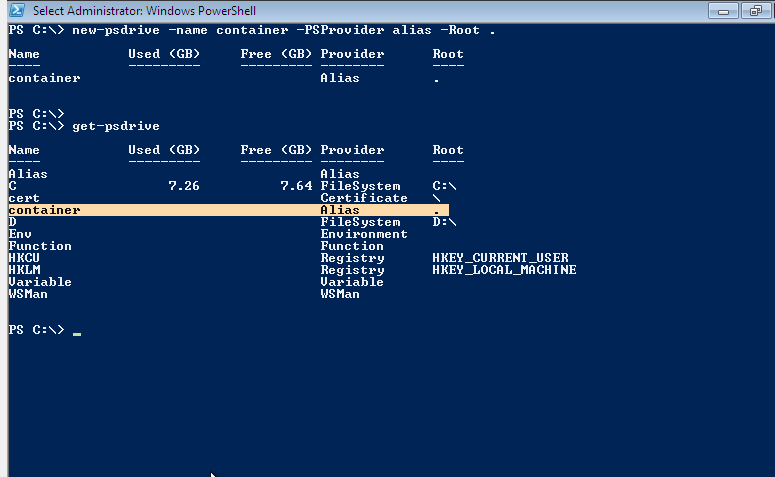 Select Administrator: Windows PowerShell
PS C:\> new-psdrive -name container -PSProvider alias -Root .
Name           Used (GB)     Free (GB) Provider      Root
----           ---------     --------- --------      ----
container                              Alias         .
PS C:\>
PS C:\> get-psdrive
Name           Used (GB)     Free (GB) Provider      Root
----           ---------     --------- --------      ----
Alias                                  Alias
C                   7.26          7.64 FileSystem    C:\
cert                                   Certificate   \
container                              Alias         .
D                                      FileSystem    D:\
Env                                    Environment
Function                               Function
HKCU                                   Registry      HKEY_CURRENT_USER
HKLM                                   Registry      HKEY_LOCAL_MACHINE
Variable                               Variable
WSMan                                  WSMan
PS C:\> _